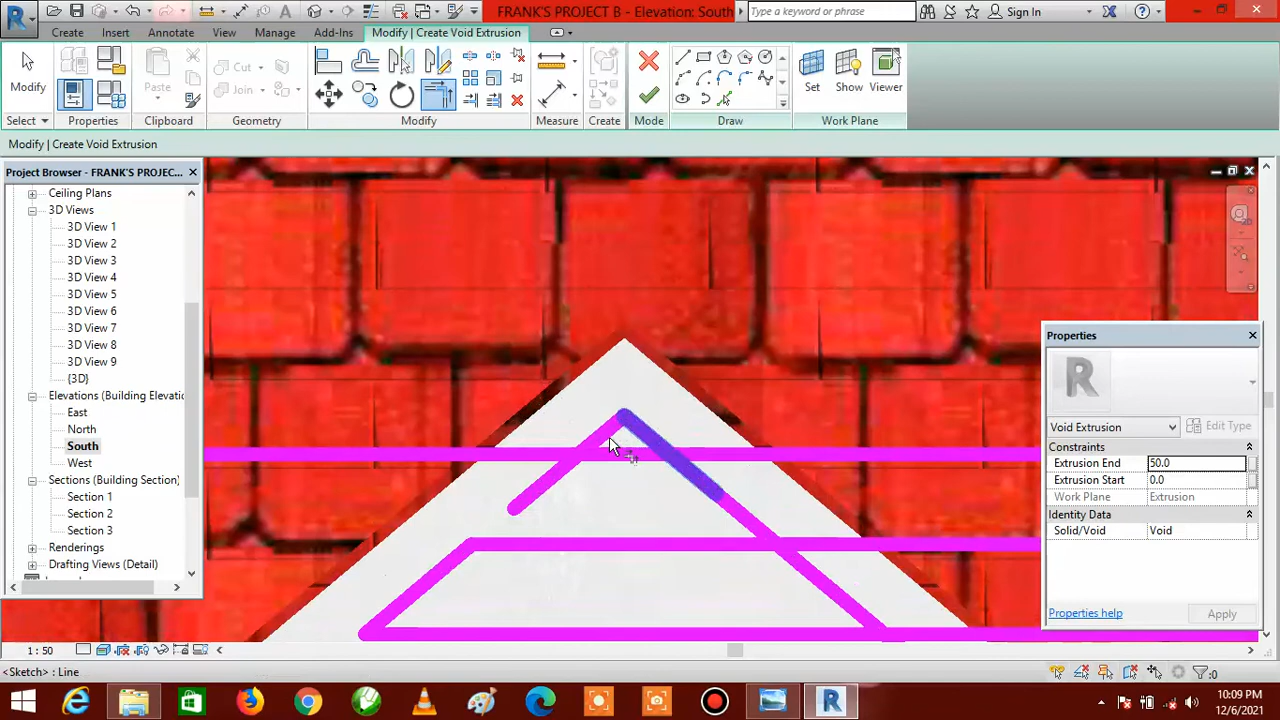 FRANK'S PROJECT B - Elevation: South
Type a keyword or phrase
Sign In
Create Insert Annotate View Manage Add-Ins Modify | Create Void Extrusion
Modify
Paste
Cut
Join
Set Show Viewer
Select Properties Clipboard Geometry Modify Measure Create Mode Draw Work Plane
Modify | Create Void Extrusion
Project Browser - FRANK'S PROJEC...
Ceiling Plans
3D Views
3D View 1
3D View 2
3D View 3
3D View 4
3D View 5
3D View 6
3D View 7
3D View 8
3D View 9
{3D}
Elevations (Building Elevatio
East
North
South
West
Sections (Building Section)
Section 1
Section 2
Section 3
Renderings
Drafting Views (Detail)
Properties
R
Void Extrusion
Edit Type
Constraints
Extrusion End 50.0
Extrusion Start 0.0
Work Plane Extrusion
Identity Data
Solid/Void Void
Properties help
Apply
1 : 50
<Sketch> : Line
:0
10:09 PM
12/6/2021